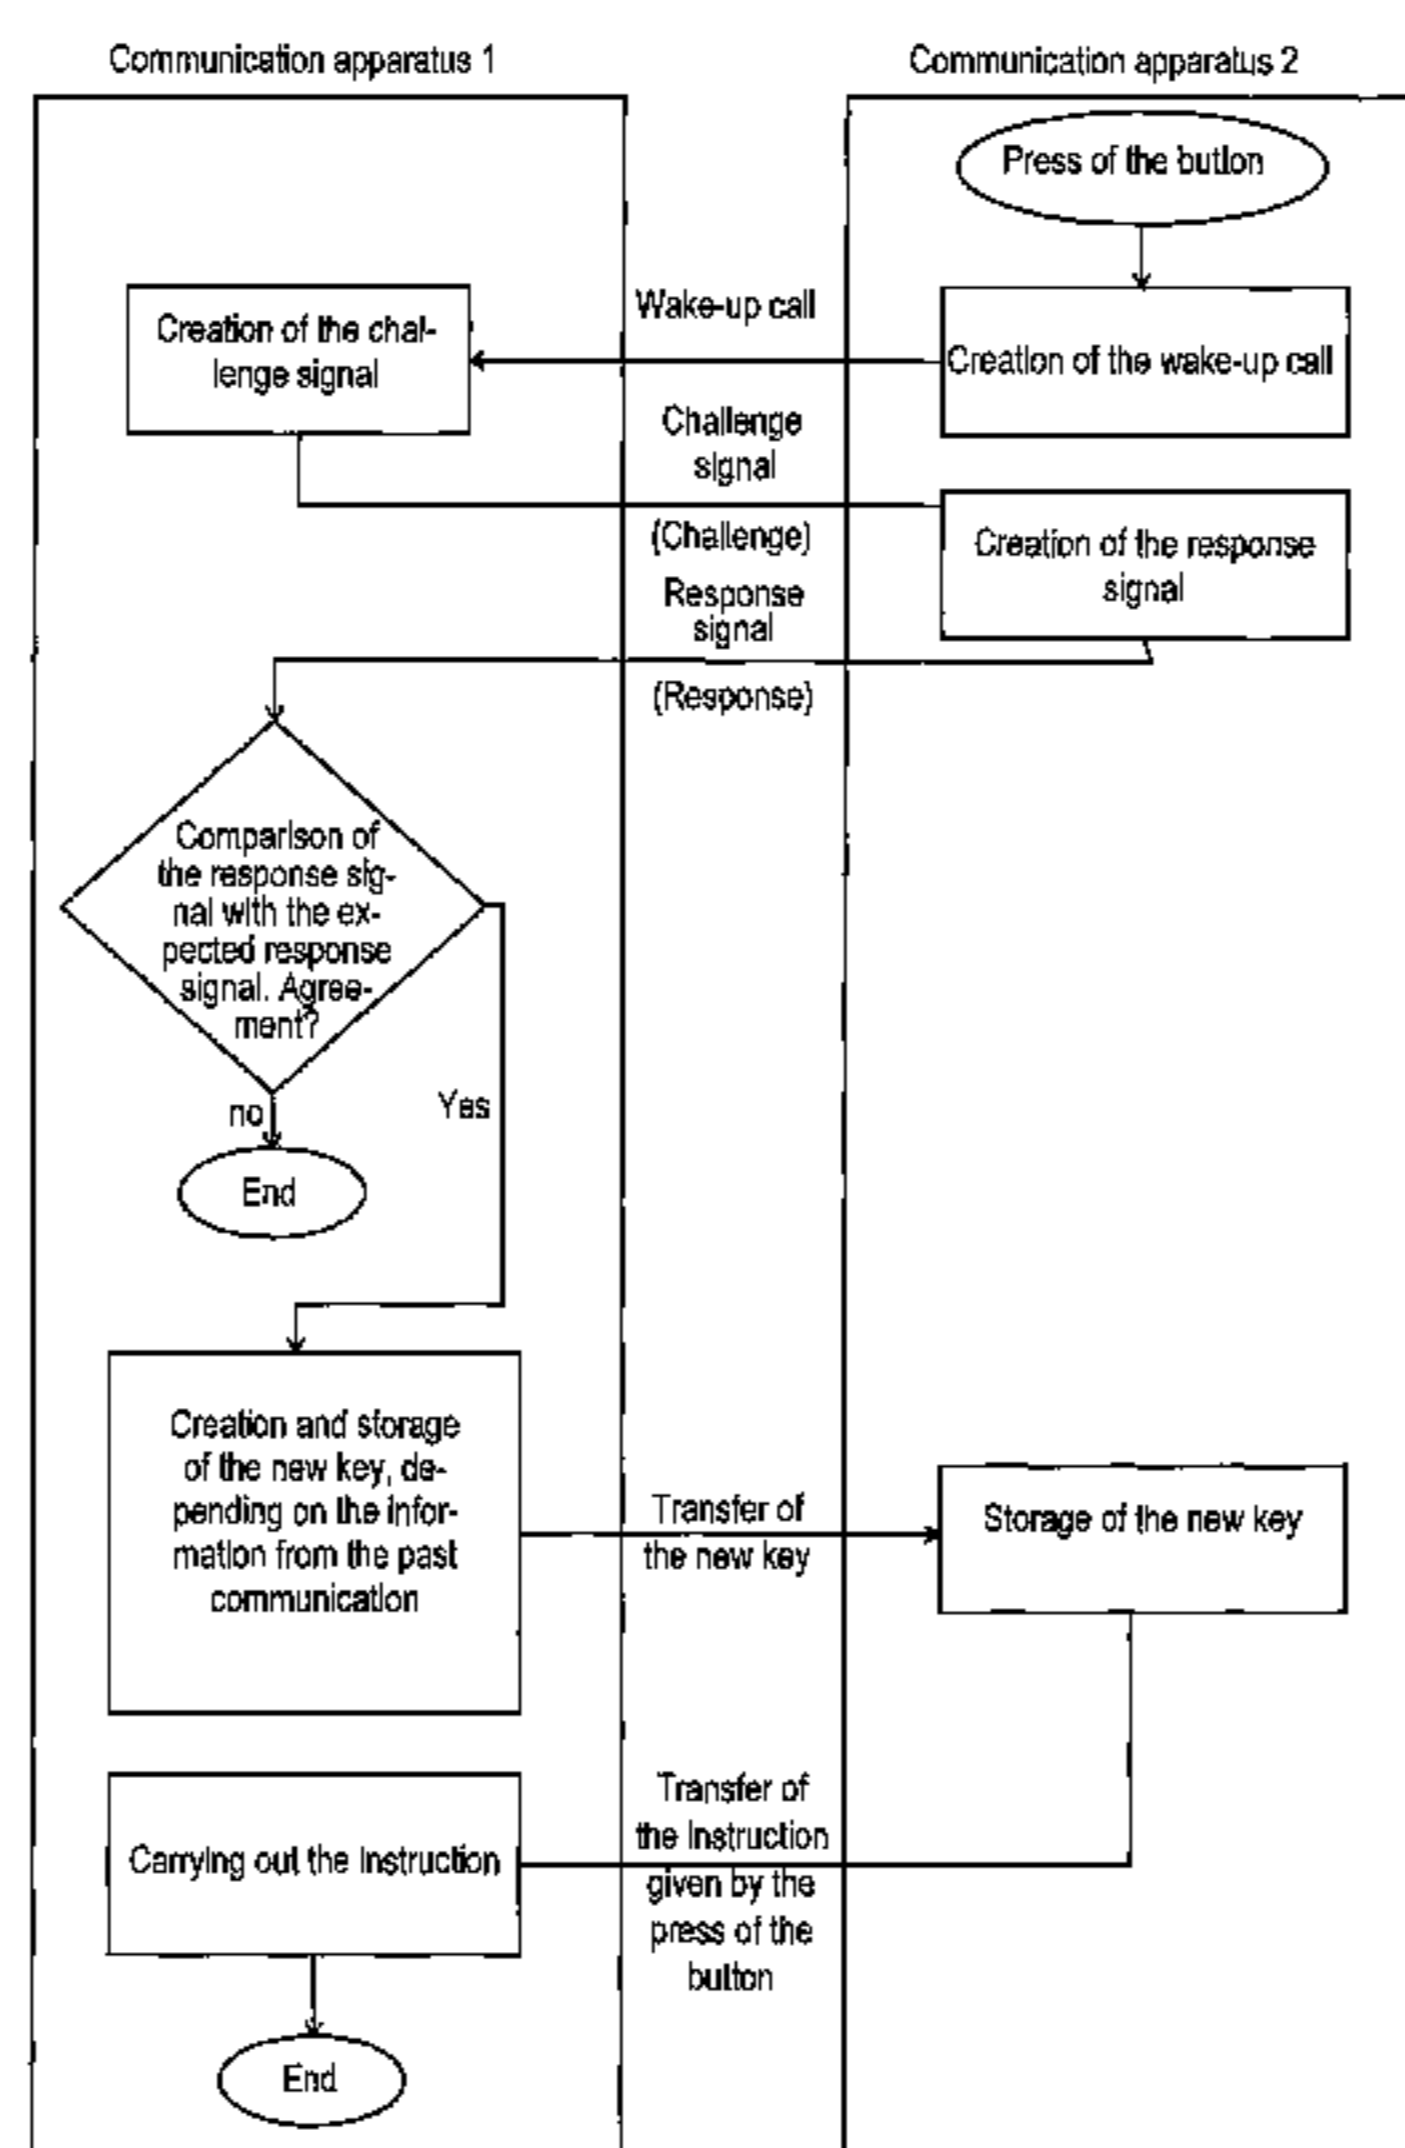 Communication apparatus 1
Communication apparatus 2
Press of the button
Wake-up call
Creation of the chal-
lenge signal
Creation of the wake-up call
Challenge
signal
(Challenge)
Creation of the response
signal
Response
signal
(Response)
Comparison of
the response sig-
nal with the ex-
pected response
signal. Agree-
ment?
no
Yes
End
Creation and storage
of the new key, de-
pending on the infor-
mation from the past
communication
Transfer of
the new key
Storage of the new key
Transfer of
the instruction
given by the
press of the
button
Carrying out the instruction
End